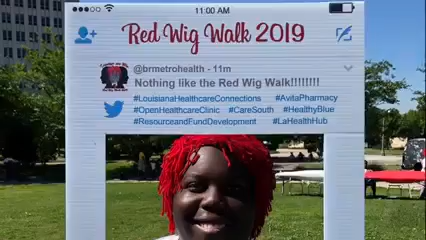 11:00 AM
Red Wig Walk 2019
@brmetrohealth - 11m
Nothing like the Red Wig Walk!!!!!!!!
#LouisianaHealthcareConnections #AvitaPharmacy
#OpenHealthcareClinic #CareSouth #HealthyBlue
#ResourceandFundDevelopment #LaHealthHub